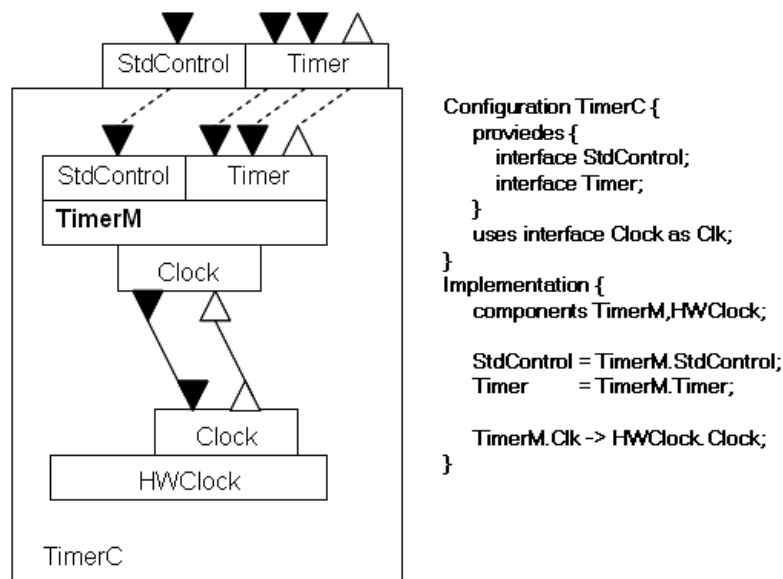 StdControl Timer
StdControl Timer
TimerM
Clock
Clock
HWClock
TimerC
Configuration TimerC {
proviedes {
interface StdControl;
interface Timer;
}
uses interface Clock as Clk;
}
Implementation {
components TimerM,HWClock;
StdControl = TimerM.StdControl;
Timer = TimerM.Timer;
TimerM.Clk -> HWClock.Clock;
}